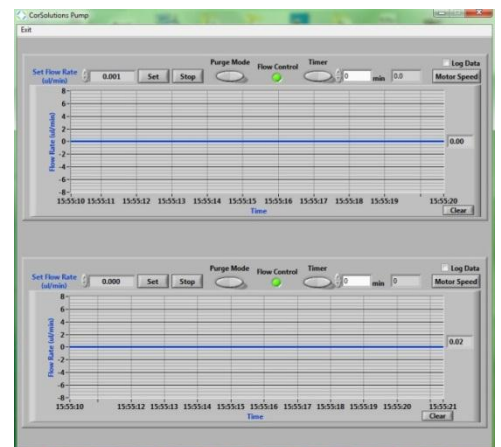 CorSolutions Pump
Exit
Set Flow Rate (ul/min) 0.001 Set Stop Purge Mode Flow Control Timer 0 min 0.0 Log Data Motor Speed
8
6
4
2
0
-2
-4
-6
-8
Flow Rate (ul/min)
0.00
15:55:10 15:55:11 15:55:12 15:55:13 15:55:14 15:55:15 15:55:16 15:55:17 15:55:18 15:55:19 15:55:20
Time
Clear
Set Flow Rate (ul/min) 0.000 Set Stop Purge Mode Flow Control Timer 0 min 0 Log Data Motor Speed
8
6
4
2
0
-2
-4
-6
-8
Flow Rate (ul/min)
0.02
15:55:10 15:55:12 15:55:13 15:55:14 15:55:15 15:55:16 15:55:17 15:55:18 15:55:19 15:55:20 15:55:21
Time
Clear